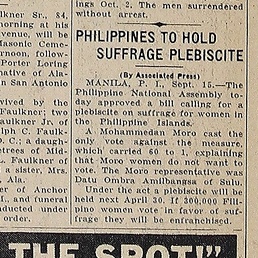 ulkner Sr., 84,
morning at his
venue, will be
Masonic Ceme-
rnoon, follow-
Porter Loring
native of Ala-
n San Antonio
vived by the
Faulkner; two
aulkner Jr. of
lph C. Faulk-
D. C.; a daugh-
etrees of Mid-
L. Faulkner of
a sister, Mrs.
, Ala.
er of Anchor
I., and funeral
nducted
order.
ings Oct. 2. The men surrendered
without arrest.
PHILIPPINES TO HOLD
SUFFRAGE PLEBISCITE
(By Associated Press)
MANILA, P. I., Sept. 15.—The
Philippine National Assembly to-
day approved a bill calling for a
plebiscite on suffrage for women in
the Philippine Islands.
A Mohammedan Moro cast the
only vote against the measure,
which carried 60 to 1, explaining
that Moro women do not want to
vote. The Moro representative was
Datu Ombra Amilbangsa of Sulu.
Under the act a plebiscite will be
held next April 30. If 300,000 Fili-
pino women vote in favor of suf-
frage they will be enfranchised.
THE SPOT!"